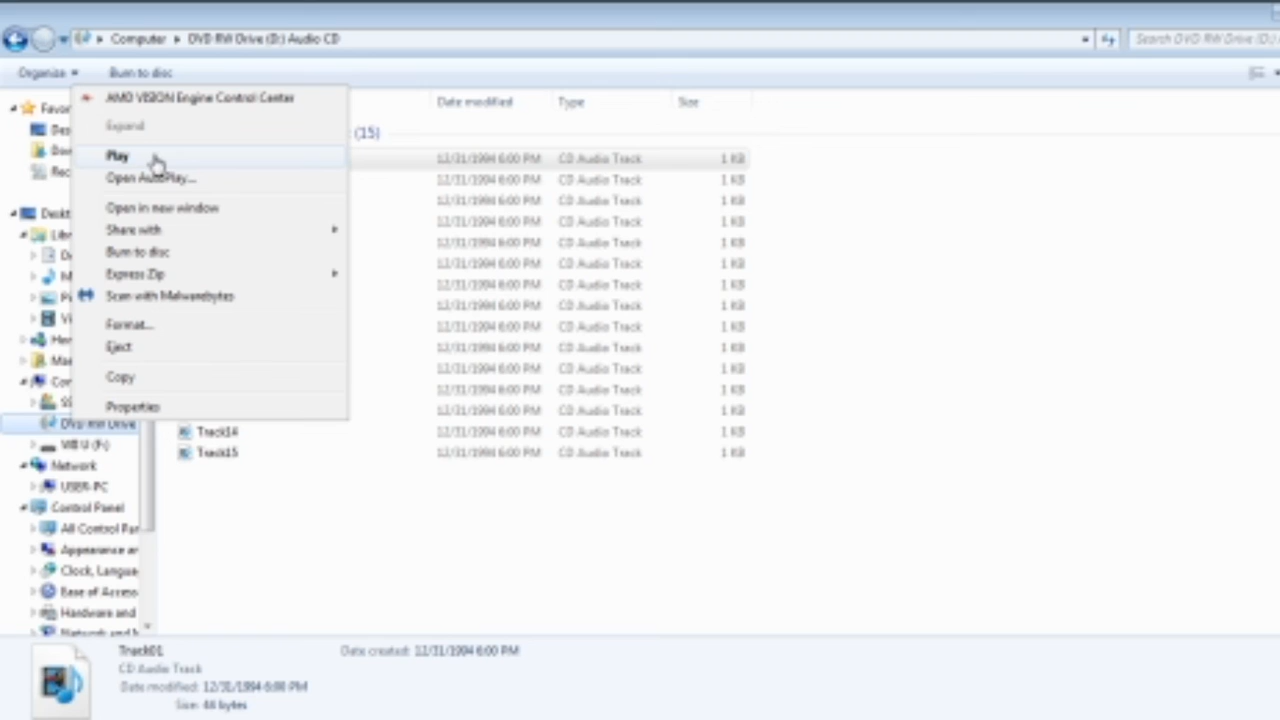 Computer ▸ DVD RW Drive (D:) Audio CD
Search DVD RW Drive (D:)
Organize
Burn to disc
AMD VISION Engine Control Center
Expand
Play
Open AutoPlay...
Open in new window
Share with
Burn to disc
Express Zip
Scan with Malwarebytes
Format...
Eject
Copy
Properties
Date modified Type Size
(15)
12/31/1994 6:00 PM CD Audio Track 1 KB
12/31/1994 6:00 PM CD Audio Track 1 KB
12/31/1994 6:00 PM CD Audio Track 1 KB
12/31/1994 6:00 PM CD Audio Track 1 KB
12/31/1994 6:00 PM CD Audio Track 1 KB
12/31/1994 6:00 PM CD Audio Track 1 KB
12/31/1994 6:00 PM CD Audio Track 1 KB
12/31/1994 6:00 PM CD Audio Track 1 KB
12/31/1994 6:00 PM CD Audio Track 1 KB
12/31/1994 6:00 PM CD Audio Track 1 KB
12/31/1994 6:00 PM CD Audio Track 1 KB
12/31/1994 6:00 PM CD Audio Track 1 KB
12/31/1994 6:00 PM CD Audio Track 1 KB
Track14 12/31/1994 6:00 PM CD Audio Track 1 KB
Track15 12/31/1994 6:00 PM CD Audio Track 1 KB
Favor
Des
Dow
Rec
Deskt
Libr
DVD RW Drive
Network
USER-PC
Control Panel
All Control Pan
Appearance an
Clock, Langua
Ease of Access
Hardware and
Network and
Track01
CD Audio Track
Date modified: 12/31/1994 6:00 PM
Size: 44 bytes
Date created: 12/31/1994 6:00 PM